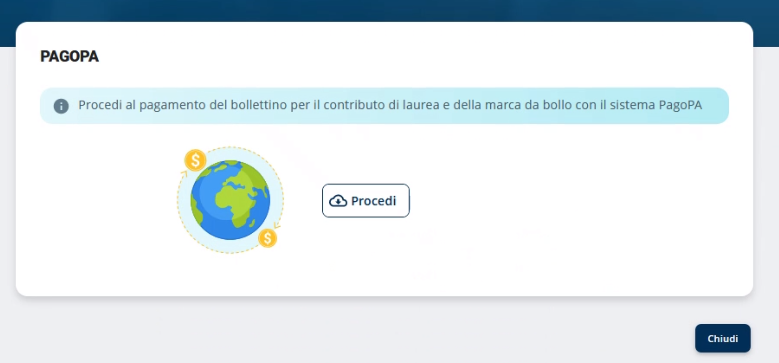 PAGOPA
Procedi al pagamento del bollettino per il contributo di laurea e della marca da bollo con il sistema PagoPA
$
Procedi
$
Chiudi